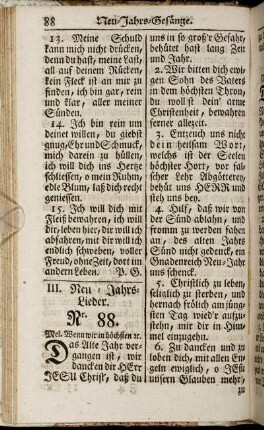 88 Neu-Jahrs-Gesänge.
13. Meine Schuld
kann mich nicht drücken,
denn du hast, meine Last,
all auf deinem Rücken,
kein Fleck ist an mir zu
finden, ich bin gar, rein
und klar, aller meiner
Sünden.
14. Ich bin rein um
deinet willen, du giebst
gnug, Ehr und Schmuck,
mich darein zu hüllen,
ich will dich ins Hertze
schliessen, o mein Ruhm,
edle Blum, laß dich recht
geniessen.
15. Ich will dich mit
Fleiß bewahren, ich will
dir, leben hier, dir will ich
abfahren, mit dir will ich
endlich schweben, voller
Freud, ohne Zeit, dort im
andern Leben. P. G.
III. Neu-Jahrs-
Lieder.
Nr. 88.
Mel. Wenn wir in höchsten ꝛc.
Das Alte Jahr ver-
gangen ist, wir
dancken dir HErr
JESU Christ, daß du
uns in so groß'r Gefahr,
behütet hast lang Zeit
und Jahr.
2. Wir bitten dich ewi-
gen Sohn des Vaters
in dem höchsten Thron,
du woll'st dein' arme
Christenheit, bewahren
ferner allezeit.
3. Entzeuch uns nicht
dein heilsam Wort,
welchs ist der Seelen
höchster Hort, vor fal-
scher Lehr Abgötterey,
behüt uns HERR und
steh uns bey.
4. Hilf, daß wir von
der Sünd ablahn, und
fromm zu werden fahen
an, des alten Jahrs
Sünd nicht gedenck, ein
Gnadenreich Neu-Jahr
uns schenck.
5. Christlich zu leben,
seliglich zu sterben, und
hernach frölich am jüngs-
ten Tag wied'r aufzu-
stehn, mir dir in Him-
mel einzugehn.
6. Zu dancken und zu
loben dich, mit allen En-
geln ewiglich, o JEsu
unsern Glauben mehr,
zu